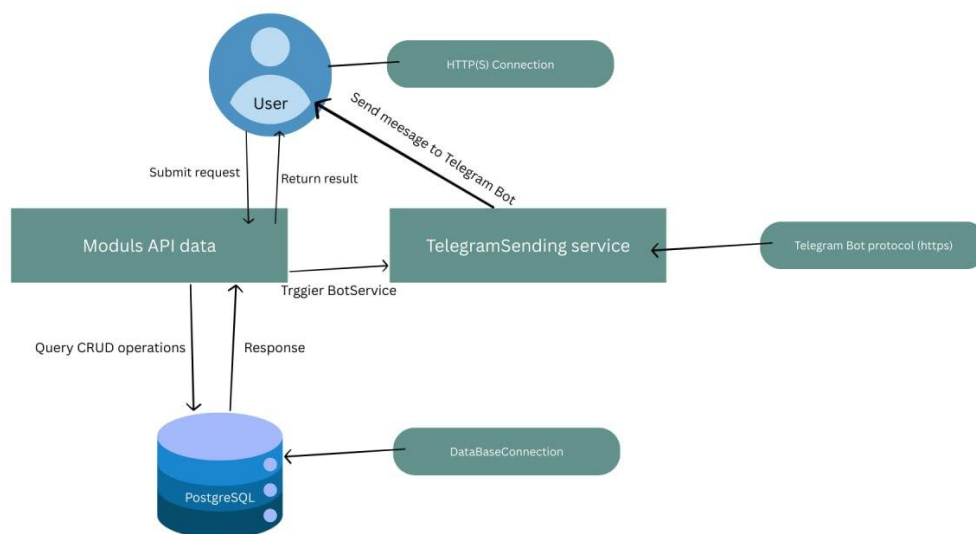 HTTP(S) Connection
User
Send meesage to Telegram Bot
Submit request
Return result
Moduls API data
TelegramSending service
Telegram Bot protocol (https)
Trggier BotService
Query CRUD operations
Response
DataBaseConnection
PostgreSQL